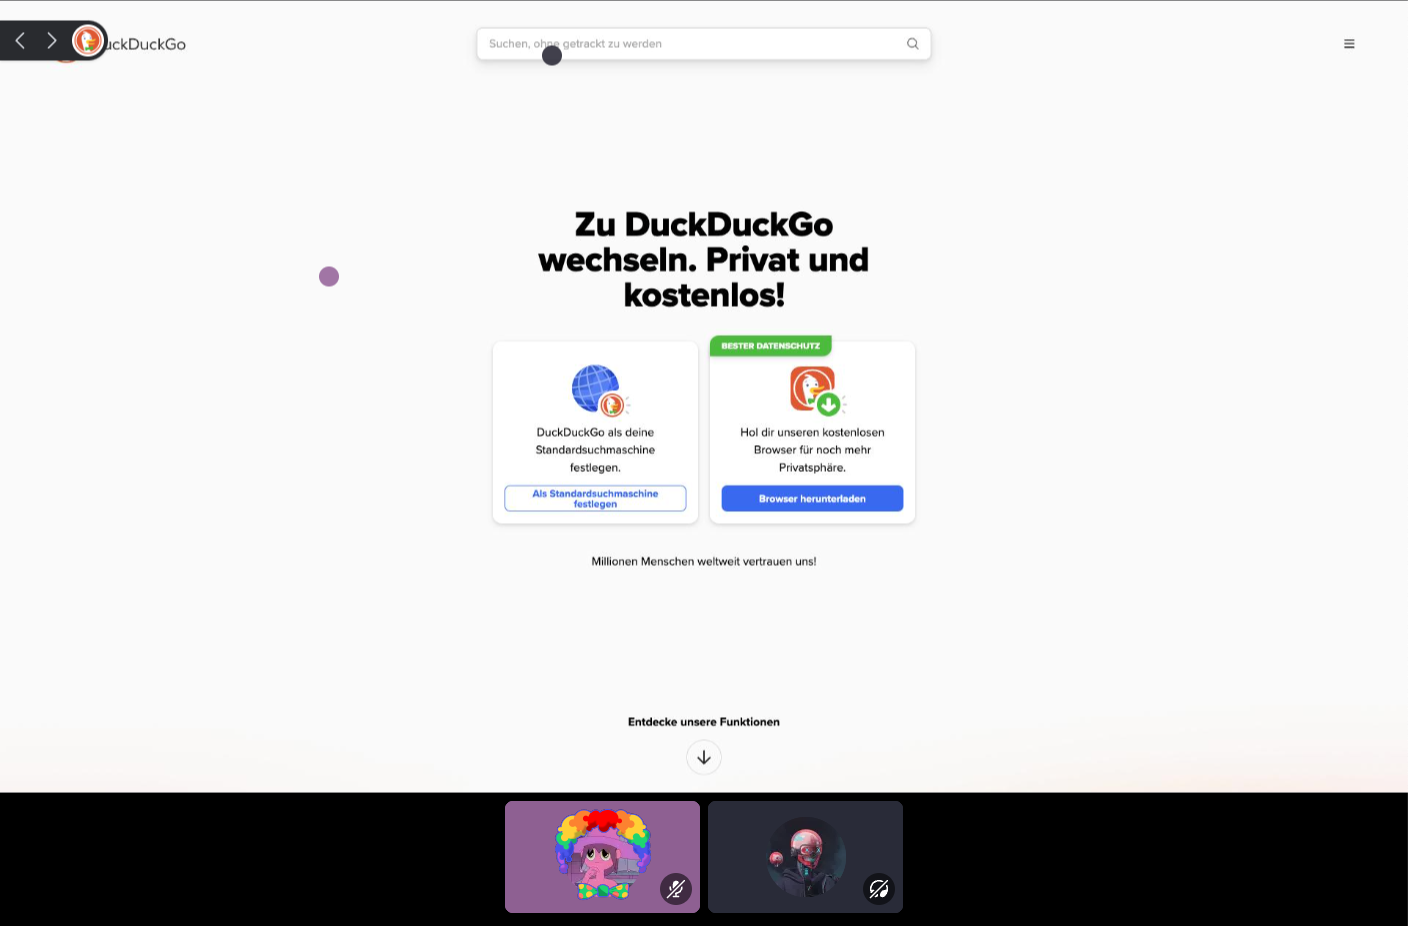 uckDuckGo
Suchen, ohne getrackt zu werden
Zu DuckDuckGo
wechseln. Privat und
kostenlos!
DuckDuckGo als deine
Standardsuchmaschine
festlegen.
Als Standardsuchmaschine
festlegen
BESTER DATENSCHUTZ
Hol dir unseren kostenlosen
Browser für noch mehr
Privatsphäre.
Browser herunterladen
Millionen Menschen weltweit vertrauen uns!
Entdecke unsere Funktionen